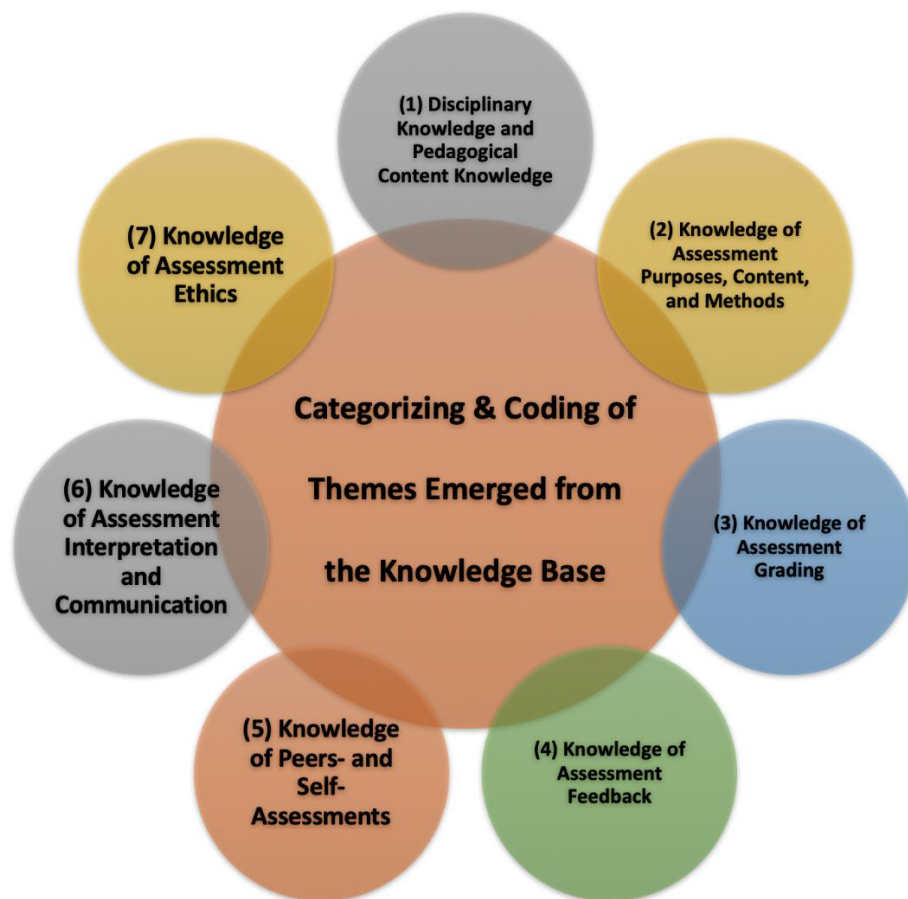 (1) Disciplinary
Knowledge and
Pedagogical
Content Knowledge
(2) Knowledge of
Assessment
Purposes, Content,
and Methods
(3) Knowledge of
Assessment
Grading
(4) Knowledge of
Assessment
Feedback
(5) Knowledge
of Peers- and
Self-
Assessments
(6) Knowledge
of Assessment
Interpretation
and
Communication
(7) Knowledge
of Assessment
Ethics
Categorizing & Coding of
Themes Emerged from
the Knowledge Base